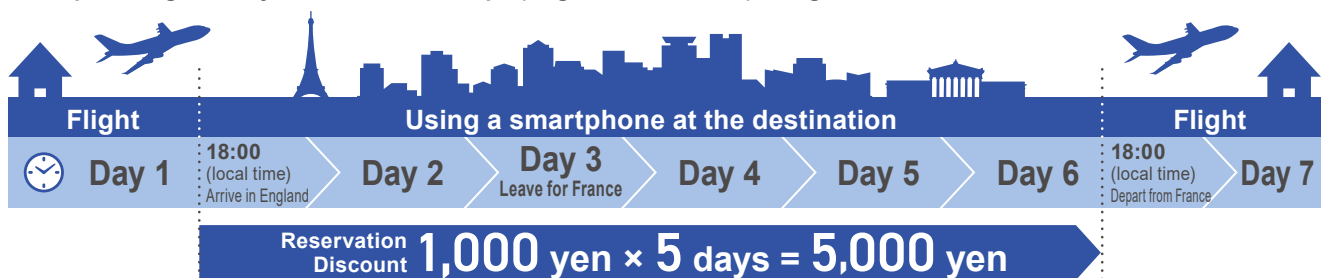 Flight
Using a smartphone at the destination
Flight
Day 1
18:00
(local time)
Arrive in England
Day 2
Day 3
Leave for France
Day 4
Day 5
Day 6
18:00
(local time)
Depart from France
Day 7
Reservation
Discount
1,000 yen × 5 days = 5,000 yen